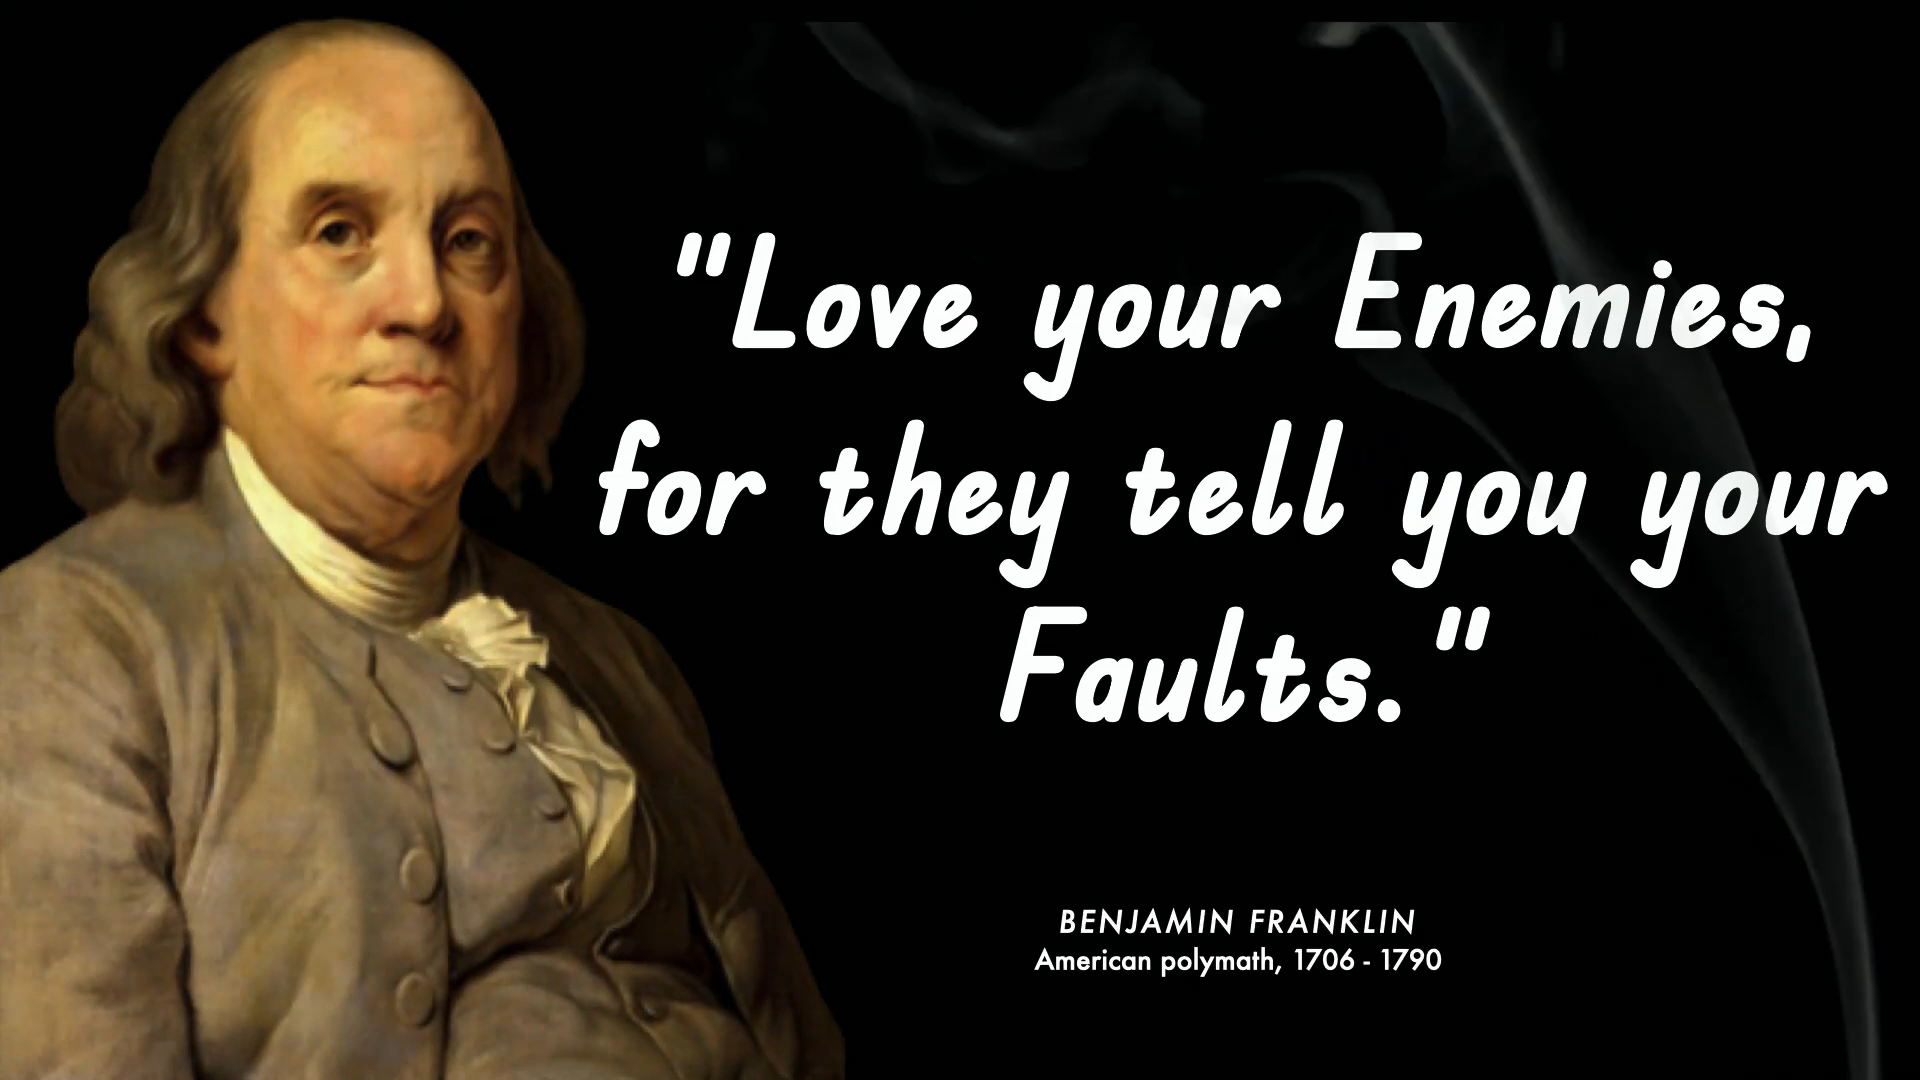 "Love your Enemies,
for they tell you your
Faults."
BENJAMIN FRANKLIN
American polymath, 1706 - 1790